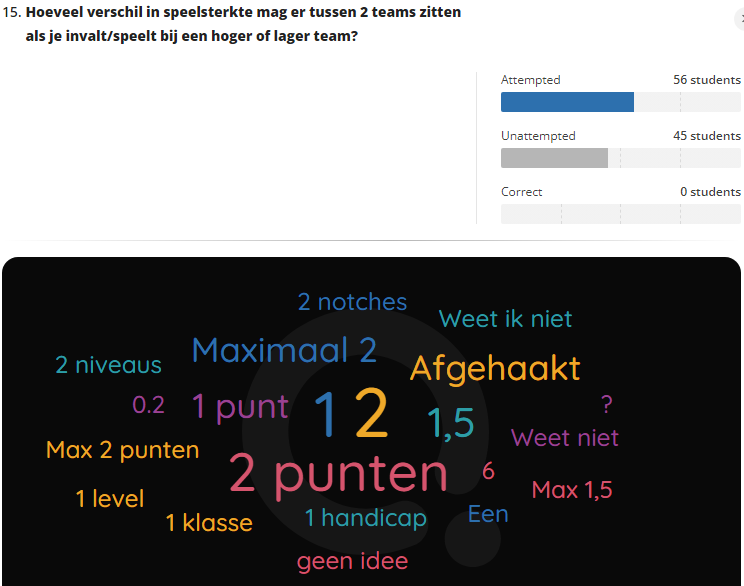 15. Hoeveel verschil in speelsterkte mag er tussen 2 teams zitten
als je invalt/speelt bij een hoger of lager team?
Attempted 56 students
Unattempted 45 students
Correct 0 students
2 notches
Weet ik niet
Maximaal 2
2 niveaus
Afgehaakt
0.2 1 punt 1 2 1,5 ?
Weet niet
Max 2 punten
2 punten 6
Max 1,5
1 level
1 klasse 1 handicap Een
geen idee